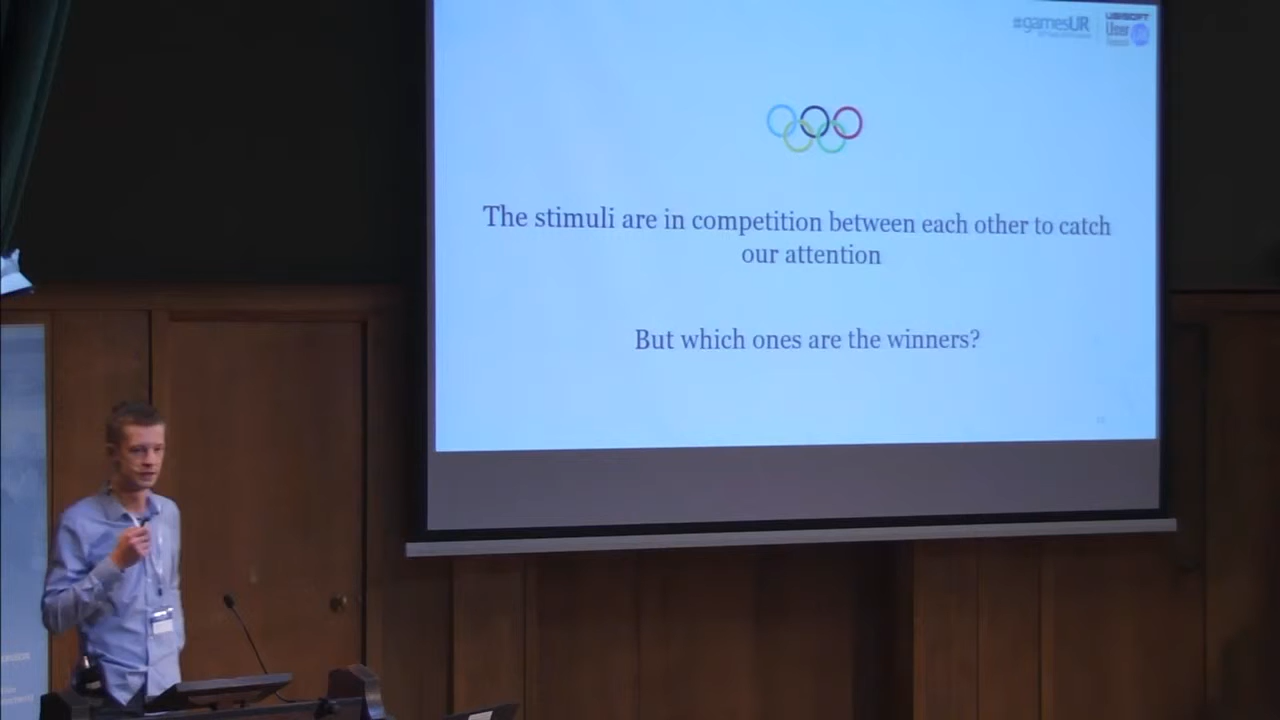 #gamesUR
UBISOFT
User
The stimuli are in competition between each other to catch
our attention
But which ones are the winners?